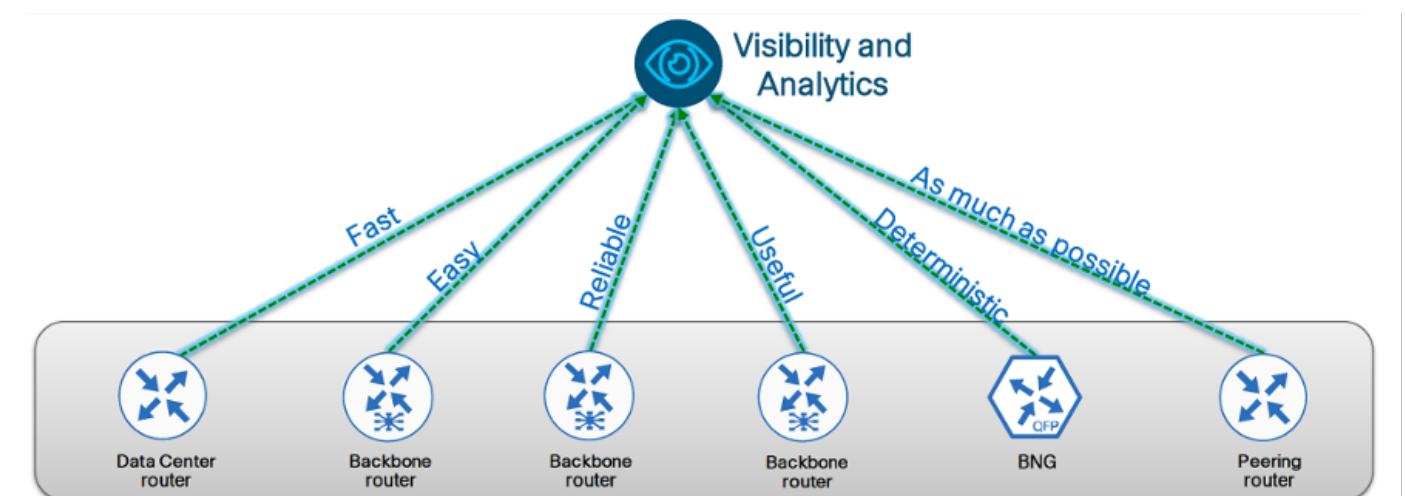 Visibility and
Analytics
Fast
Easy
Reliable
Useful
Deterministic
As much as possible
QFP
Data Center
router
Backbone
router
Backbone
router
Backbone
router
BNG
Peering
router